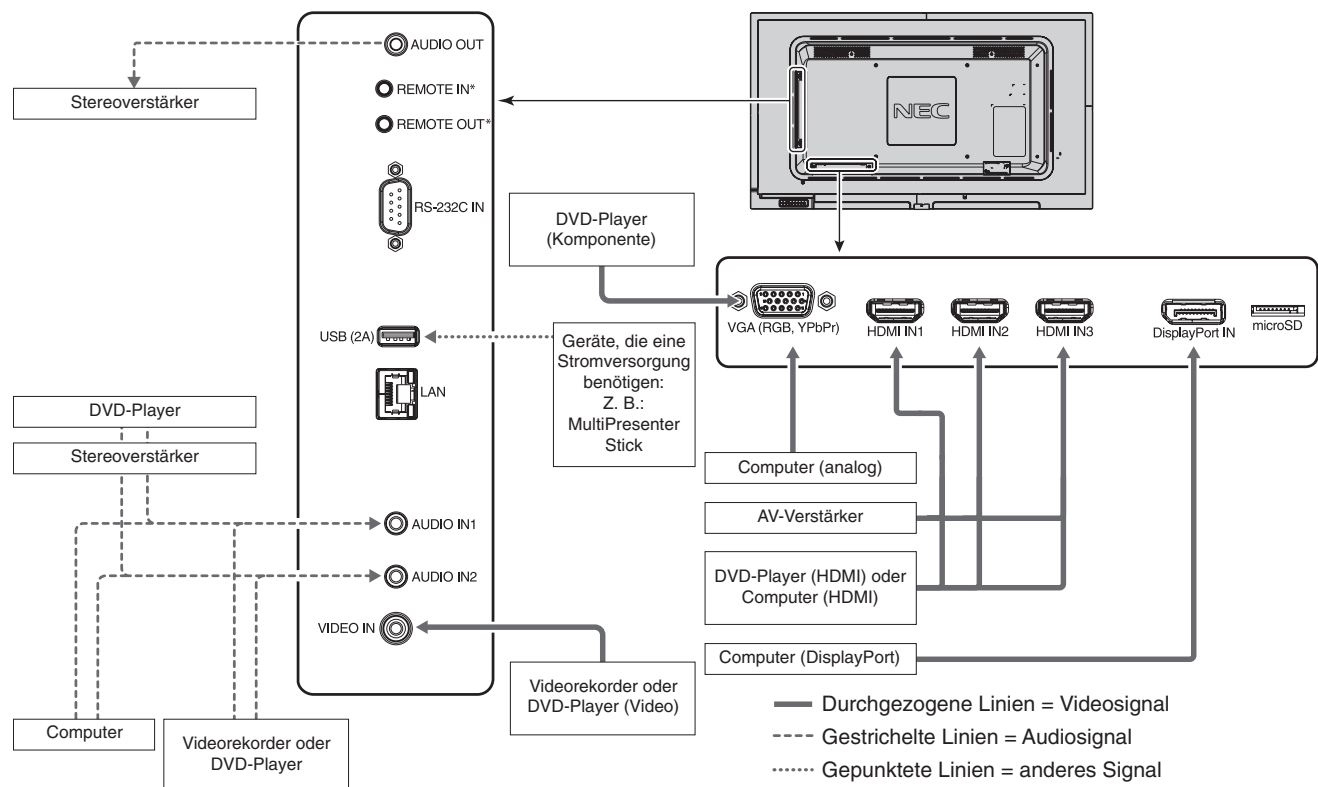 AUDIO OUT
Stereoverstärker
REMOTE IN*
REMOTE OUT*
RS-232C IN
NEC
DVD-Player
(Komponente)
VGA (RGB, YPbPr)
HDMI IN1
HDMI IN2
HDMI IN3
DisplayPort IN
microSD
USB (2A)
Geräte, die eine
Stromversorgung
benötigen:
Z. B.:
MultiPresenter
Stick
LAN
DVD-Player
Stereoverstärker
Computer (analog)
AV-Verstärker
AUDIO IN1
AUDIO IN2
DVD-Player (HDMI) oder
Computer (HDMI)
VIDEO IN
Computer (DisplayPort)
Videorekorder oder
DVD-Player (Video)
Computer
Videorekorder oder
DVD-Player
Durchgezogene Linien = Videosignal
Gestrichelte Linien = Audiosignal
Gepunktete Linien = anderes Signal